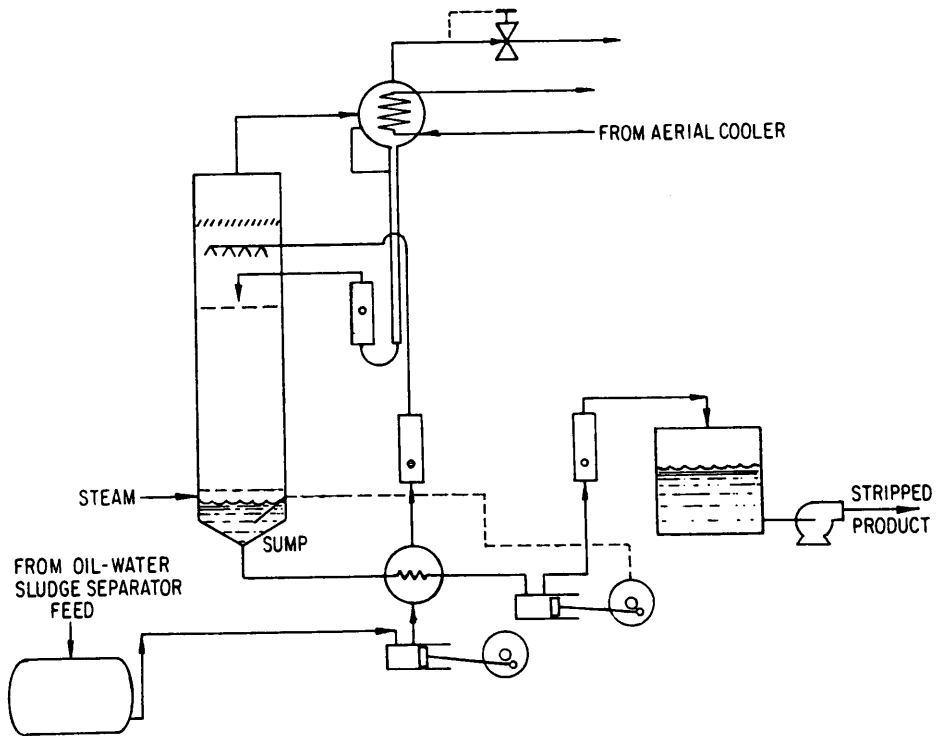 FROM AERIAL COOLER
STEAM
SUMP
STRIPPED
PRODUCT
FROM OIL-WATER
SLUDGE SEPARATOR
FEED